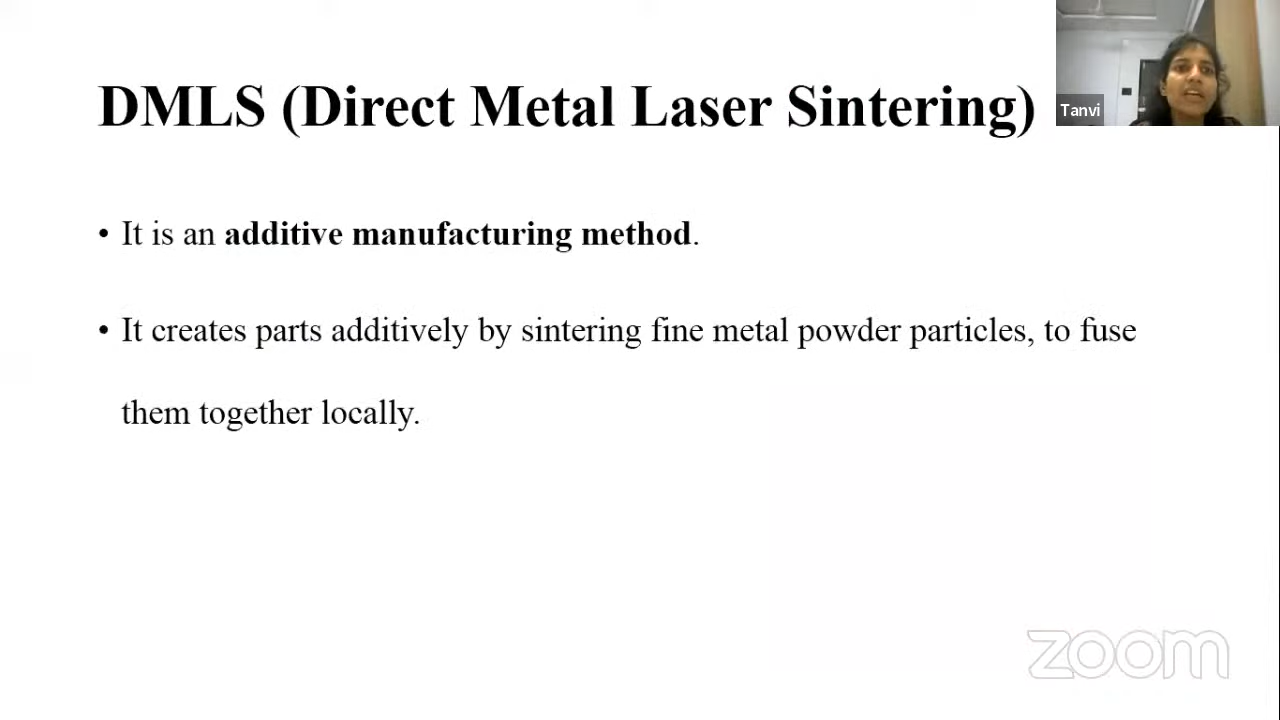 DMLS (Direct Metal Laser Sintering)
Tanvi
• It is an additive manufacturing method.
• It creates parts additively by sintering fine metal powder particles, to fuse
them together locally.
zoom